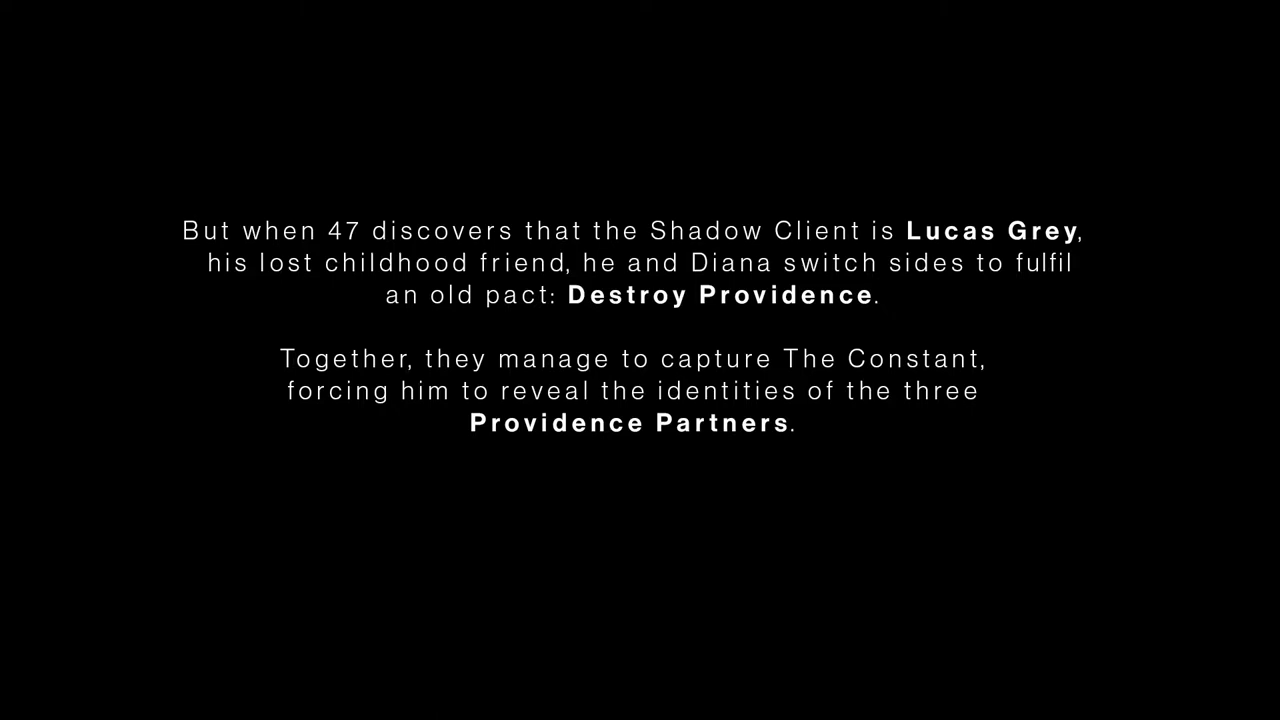 But when 47 discovers that the Shadow Client is Lucas Grey,
his lost childhood friend, he and Diana switch sides to fulfil
an old pact: Destroy Providence.
Together, they manage to capture The Constant,
forcing him to reveal the identities of the three
Providence Partners.